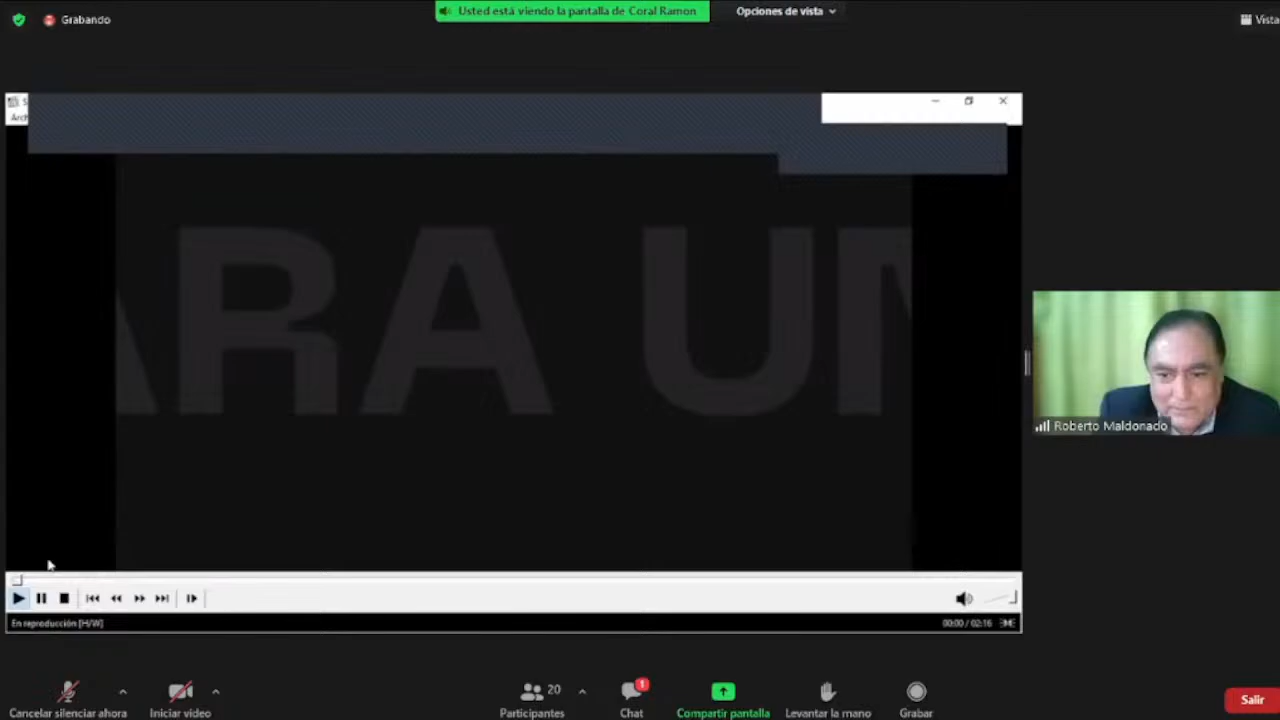 Grabando
Usted está viendo la pantalla de Coral Ramon
Opciones de vista
Vista
S
Arch
ARA UN
Roberto Maldonado
En reproducción [H/W]
00:00 / 02:16
Cancelar silenciar ahora
Iniciar video
20
Participantes
1
Chat
Compartir pantalla
Levantar la mano
Grabar
Salir